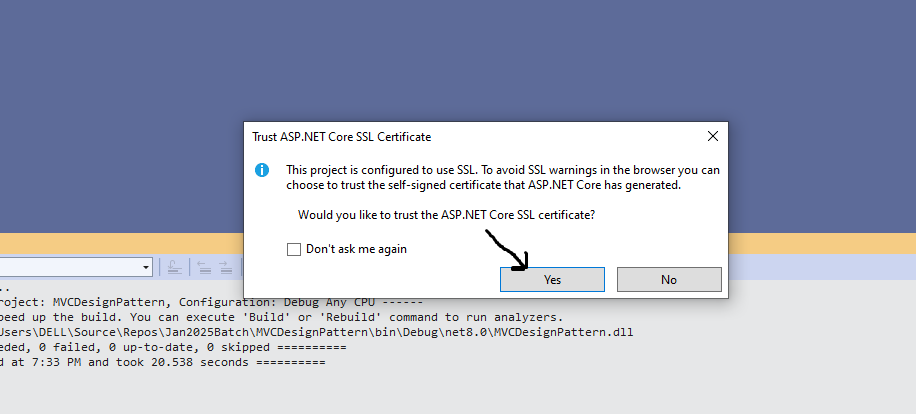 Trust ASP.NET Core SSL Certificate
This project is configured to use SSL. To avoid SSL warnings in the browser you can
choose to trust the self-signed certificate that ASP.NET Core has generated.
Would you like to trust the ASP.NET Core SSL certificate?
Don't ask me again
Yes
No
..
roject: MVCDesignPattern, Configuration: Debug Any CPU ------
peed up the build. You can execute 'Build' or 'Rebuild' command to run analyzers.
Users\DELL\Source\Repos\Jan2025Batch\MVCDesignPattern\bin\Debug\net8.0\MVCDesignPattern.dll
eded, 0 failed, 0 up-to-date, 0 skipped ==========
d at 7:33 PM and took 20.538 seconds ==========